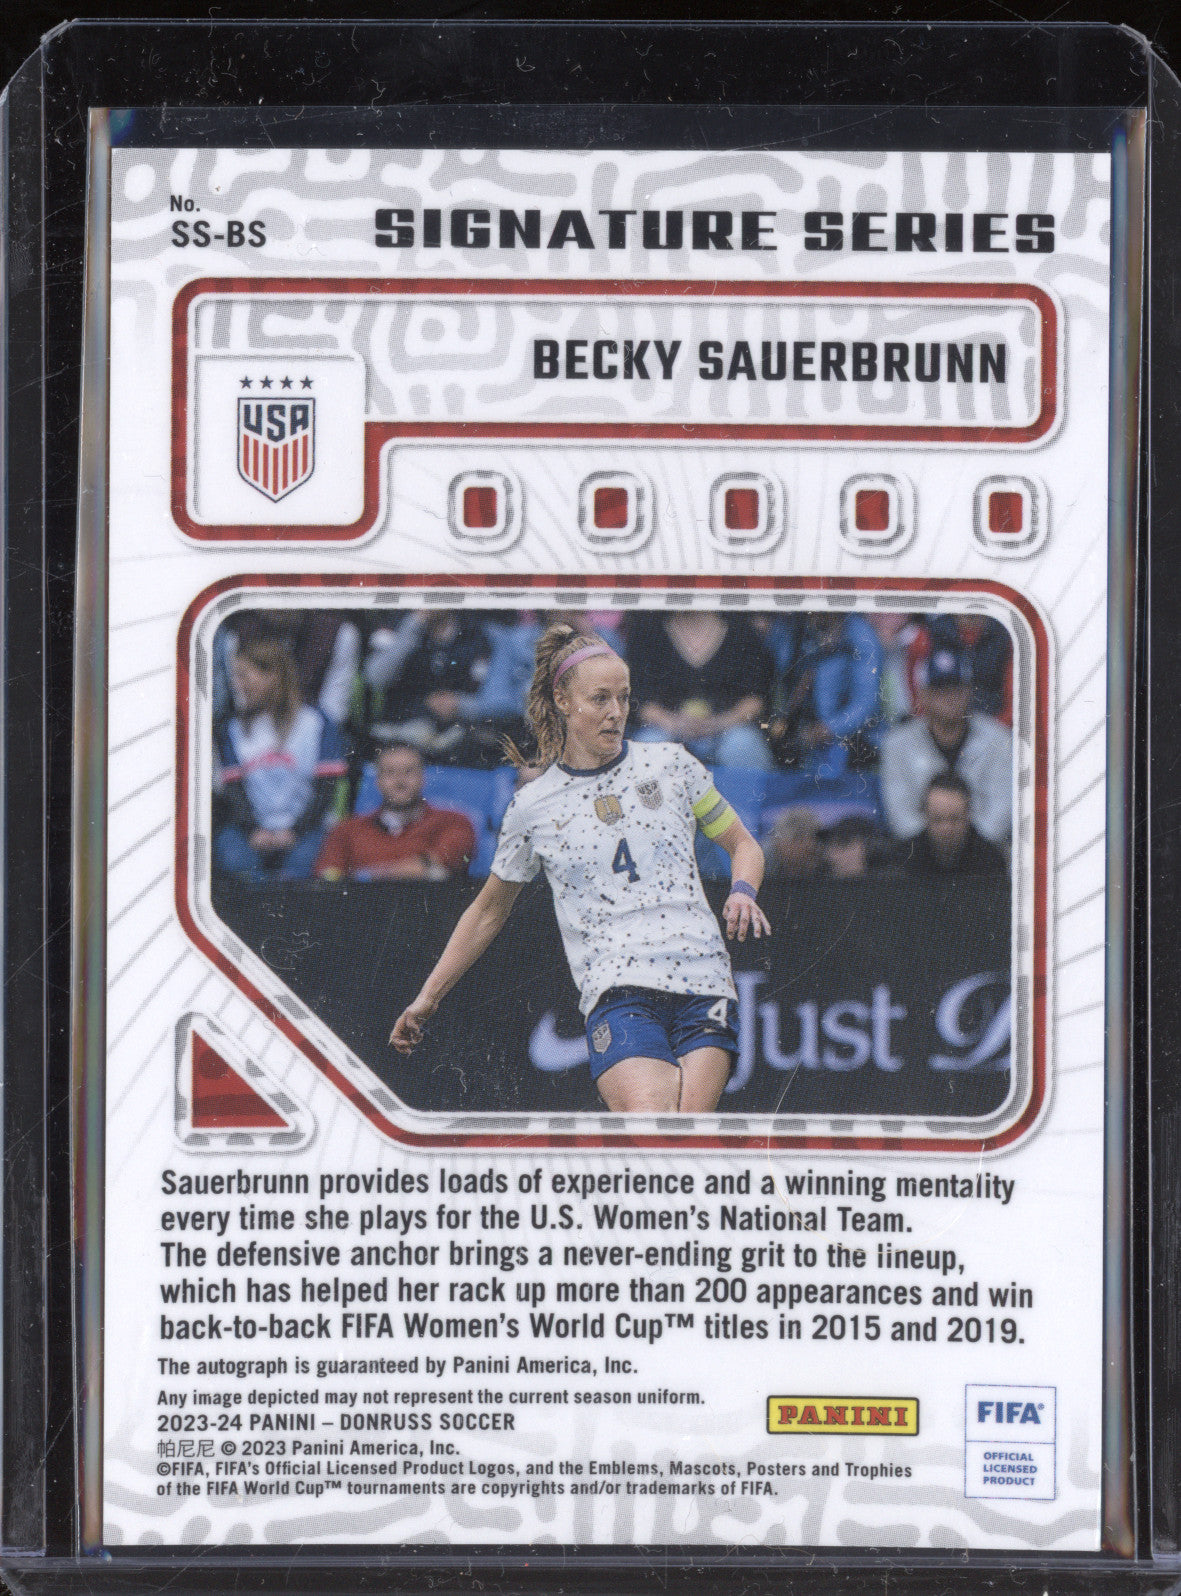 No.
SS-BS
SIGNATURE SERIES
BECKY SAUERBRUNN
USA
USA
4
4
Just D
Sauerbrunn provides loads of experience and a winning mentality
every time she plays for the U.S. Women's National Team.
The defensive anchor brings a never-ending grit to the lineup,
which has helped her rack up more than 200 appearances and win
back-to-back FIFA Women's World Cup™ titles in 2015 and 2019.
The autograph is guaranteed by Panini America, Inc.
Any image depicted may not represent the current season uniform.
2023-24 PANINI – DONRUSS SOCCER
帕尼尼 © 2023 Panini America, Inc.
©FIFA, FIFA's Official Licensed Product Logos, and the Emblems, Mascots, Posters and Trophies
of the FIFA World Cup™ tournaments are copyrights and/or trademarks of FIFA.
PANINI
FIFA®
OFFICIAL
LICENSED
PRODUCT